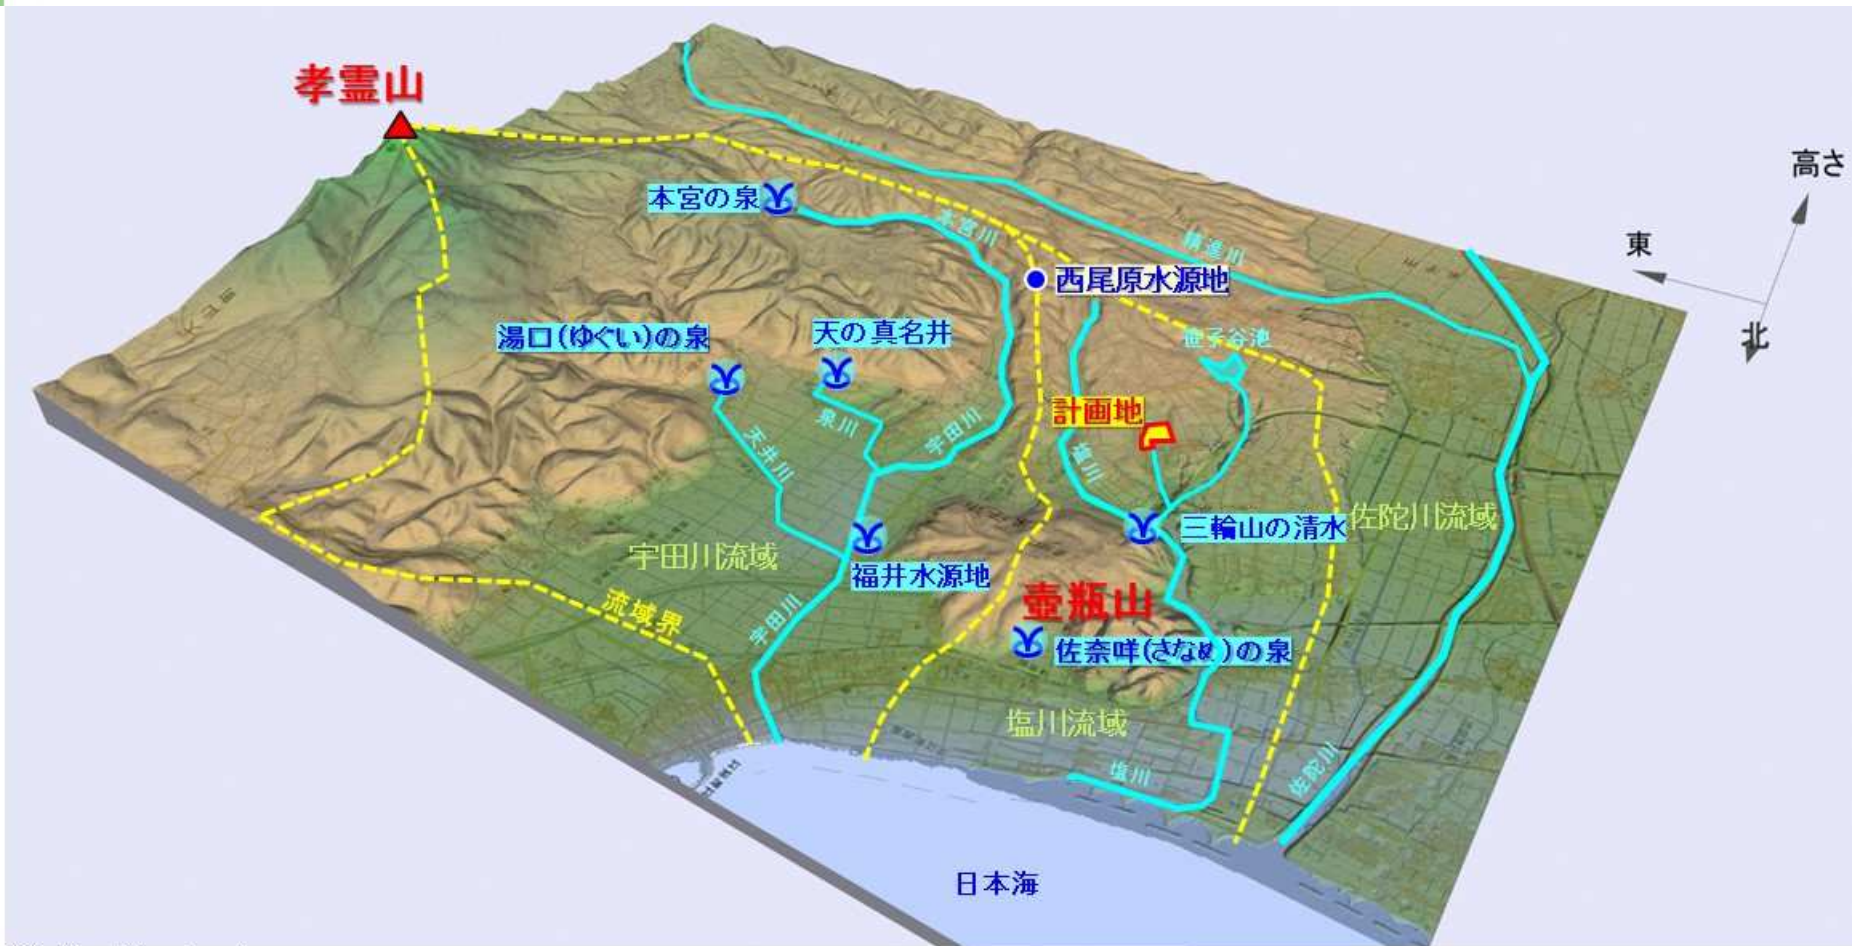 孝霊山
高さ
本宮の泉
本宮川
精進川
東
西尾原水源地
北
湯口(ゆぐい)の泉
天の真名井
笹子谷池
計画地
泉川
宇田川
天井川
塩川
三輪山の清水
佐陀川流域
宇田川流域
福井水源地
壺瓶山
流域界
宇田川
佐奈咩(さなめ)の泉
塩川流域
塩川
佐陀川
日本海